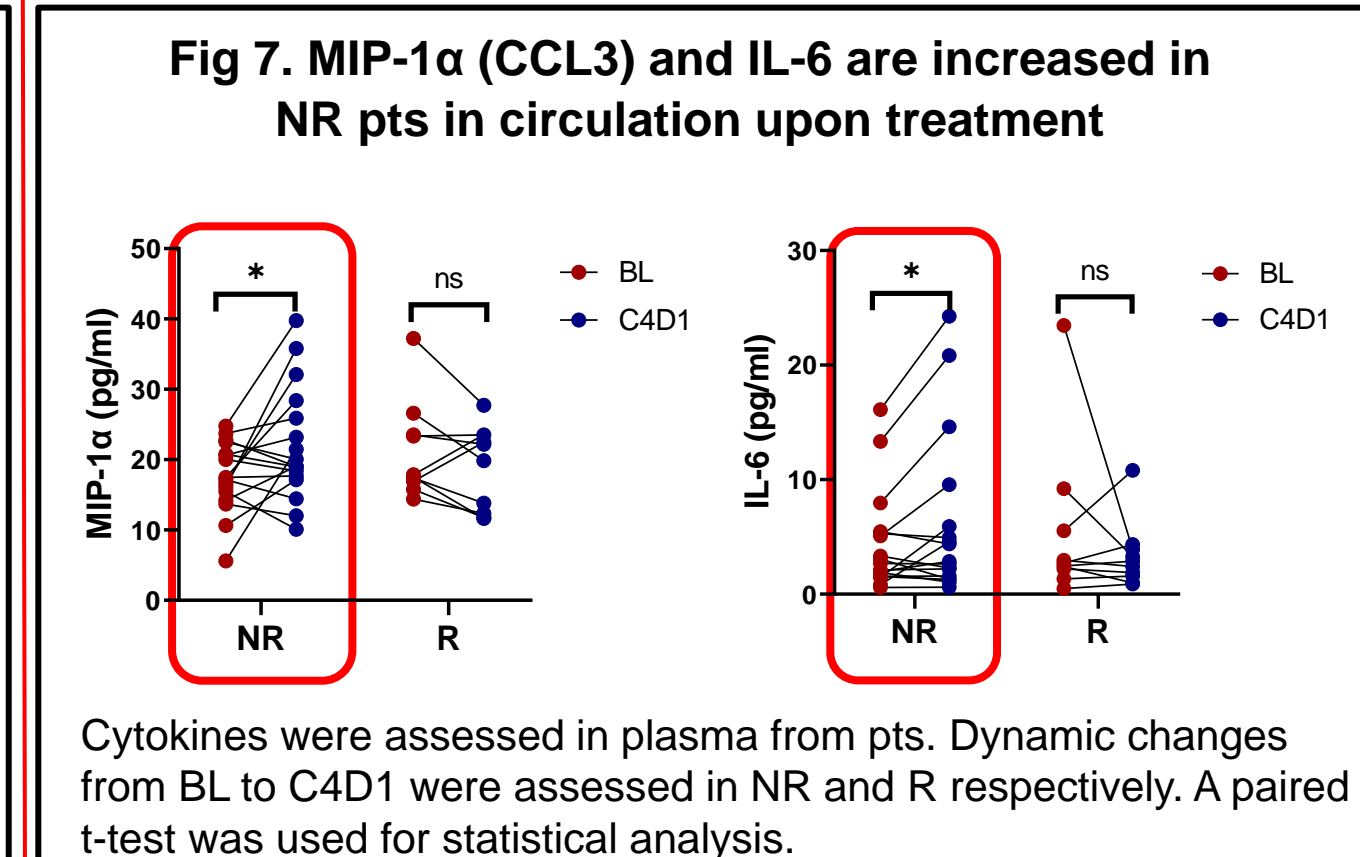 Fig 7. MIP-1α (CCL3) and IL-6 are increased in
NR pts in circulation upon treatment
MIP-1α (pg/ml)
50
40
30
20
10
0
*
ns
NR
R
BL
C4D1
IL-6 (pg/ml)
30
20
10
0
*
ns
NR
R
BL
C4D1
Cytokines were assessed in plasma from pts. Dynamic changes
from BL to C4D1 were assessed in NR and R respectively. A paired
t-test was used for statistical analysis.